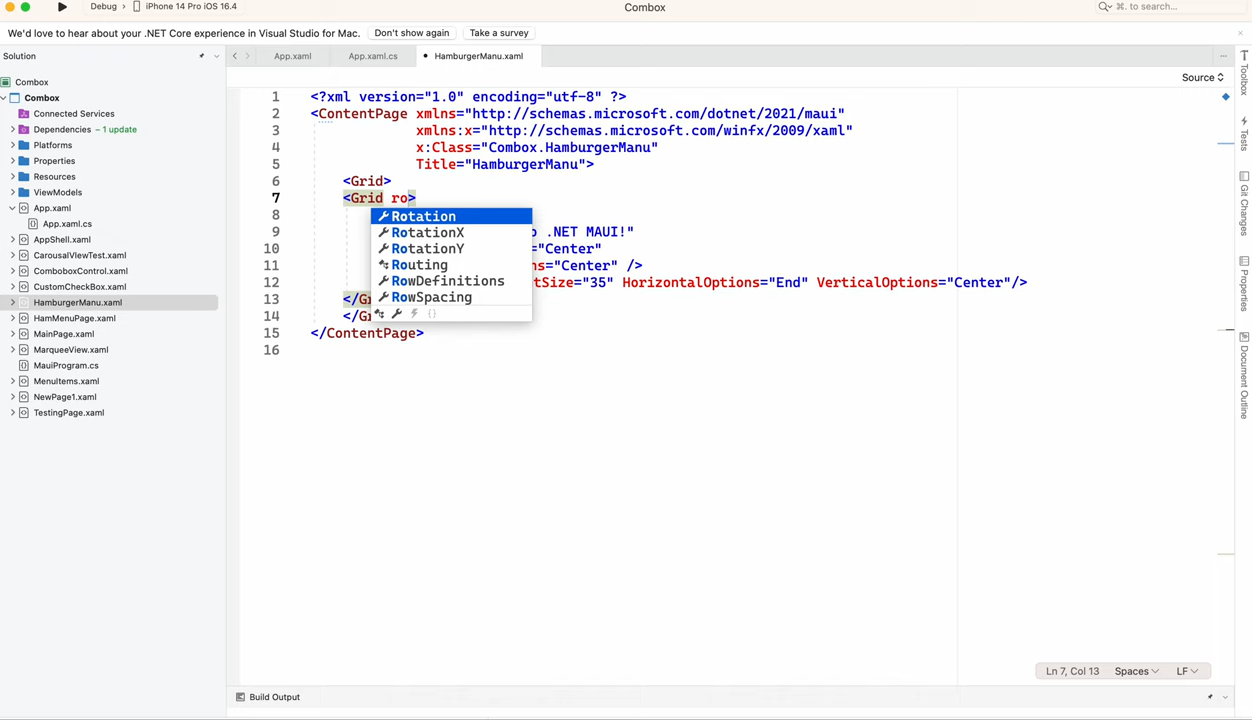 Debug
iPhone 14 Pro iOS 16.4
Combox
⌘. to search...
We'd love to hear about your .NET Core experience in Visual Studio for Mac.
Don't show again
Take a survey
Solution
App.xaml
App.xaml.cs
HamburgerManu.xaml
Source
Combox
Combox
Connected Services
Dependencies – 1 update
Platforms
Properties
Resources
ViewModels
App.xaml
App.xaml.cs
AppShell.xaml
CarousalVIewTest.xaml
ComboboxControl.xaml
CustomCheckBox.xaml
HamburgerManu.xaml
HamMenuPage.xaml
MainPage.xaml
MarqueeView.xaml
MauiProgram.cs
MenuItems.xaml
NewPage1.xaml
TestingPage.xaml
1 <?xml version="1.0" encoding="utf-8" ?>
2 <ContentPage xmlns="http://schemas.microsoft.com/dotnet/2021/maui"
3 xmlns:x="http://schemas.microsoft.com/winfx/2009/xaml"
4 x:Class="Combox.HamburgerManu"
5 Title="HamburgerManu">
6 <Grid>
7 <Grid ro>
8
9 .NET MAUI!"
10 ="Center"
11 ns="Center" />
12 tSize="35" HorizontalOptions="End" VerticalOptions="Center"/>
13 </Gr
14 </Gr
15 </ContentPage>
16
Rotation
RotationX
RotationY
Routing
RowDefinitions
RowSpacing
Toolbox
Tests
Git Changes
Properties
Document Outline
Ln 7, Col 13
Spaces
LF
Build Output